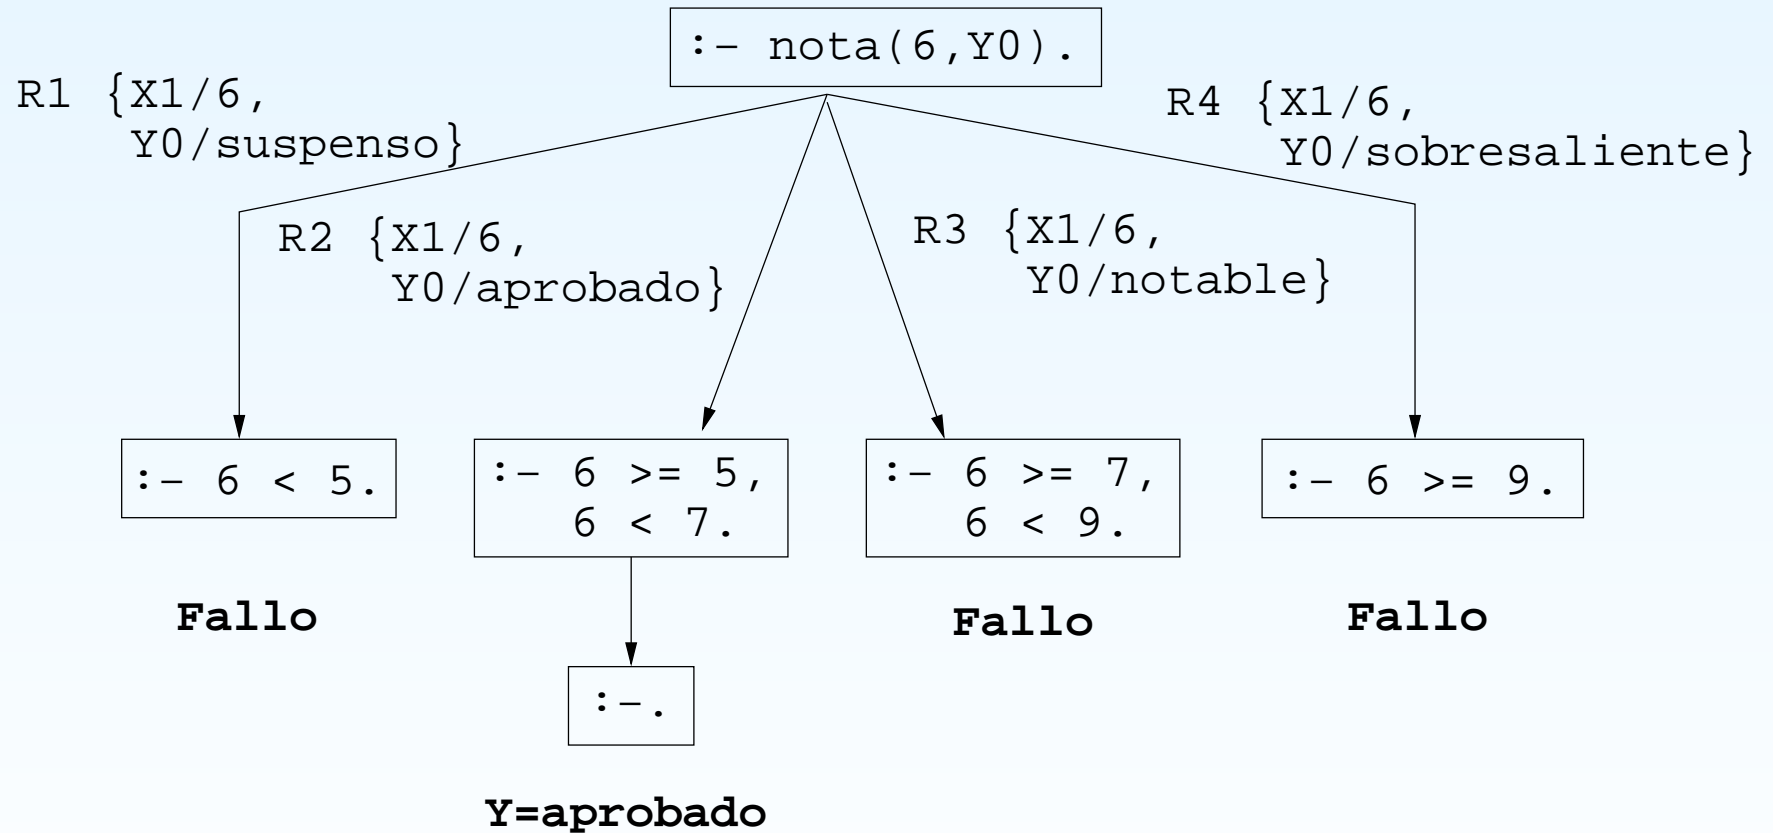 :- nota(6,Y0).
R1 {X1/6,
Y0/suspenso}
R4 {X1/6,
Y0/sobresaliente}
R2 {X1/6,
Y0/aprobado}
R3 {X1/6,
Y0/notable}
:- 6 < 5.
:- 6 >= 5,
6 < 7.
:- 6 >= 7,
6 < 9.
:- 6 >= 9.
Fallo
Fallo
Fallo
:-.
Y=aprobado